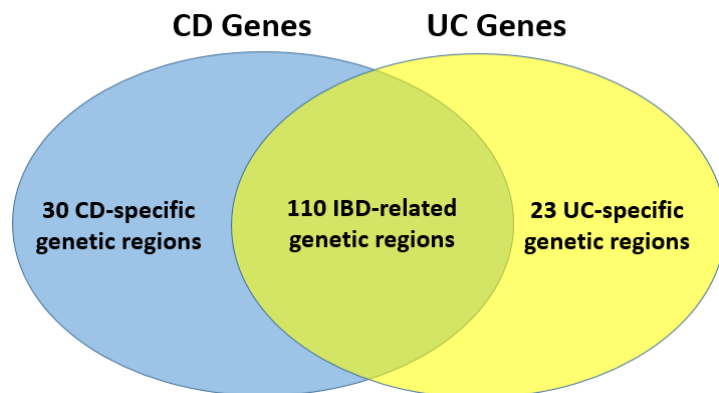 CD Genes
UC Genes
30 CD-specific
genetic regions
110 IBD-related
genetic regions
23 UC-specific
genetic regions